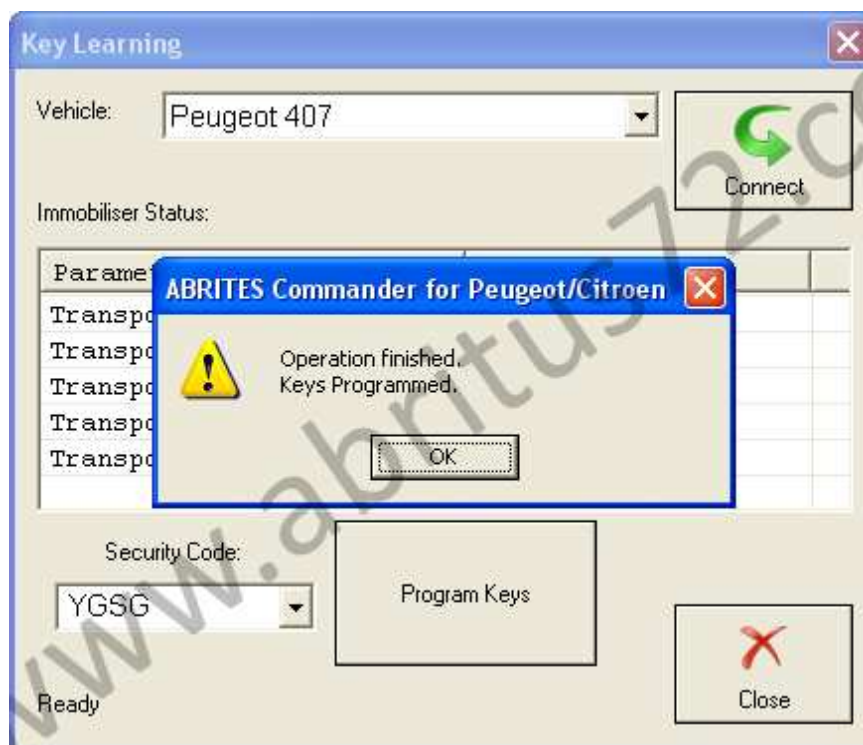 Key Learning
Vehicle:
Peugeot 407
Connect
Immobiliser Status:
Parame
ABRITES Commander for Peugeot/Citroen
Transpo
Transpo
Transpo
Transpo
Transpo
Operation finished.
Keys Programmed.
OK
Security Code:
YGSG
Program Keys
Ready
Close
www.abritus72.c